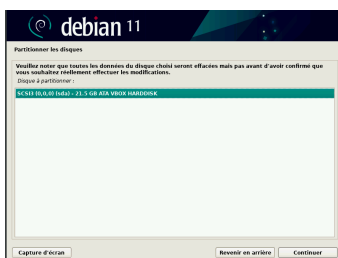 debian 11
Partitionner les disques
Veuillez noter que toutes les données du disque choisi seront effacées mais pas avant d'avoir confirmé que
vous souhaitez réellement effectuer les modifications.
Disque à partitionner :
SCSI3 (0,0,0) (sda) - 21.5 GB ATA VBOX HARDDISK
Capture d'écran
Revenir en arrière
Continuer